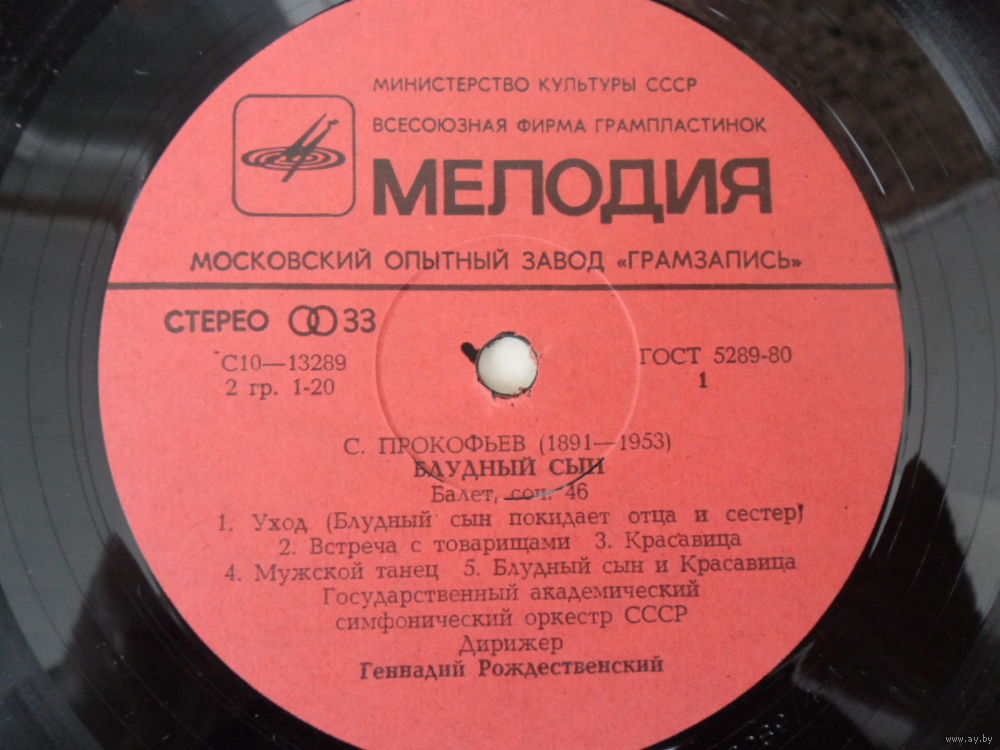 МИНИСТЕРСТВО КУЛЬТУРЫ СССР
ВСЕСОЮЗНАЯ ФИРМА ГРАМПЛАСТИНОК
МЕЛОДИЯ
МОСКОВСКИЙ ОПЫТНЫЙ ЗАВОД «ГРАМЗАПИСЬ»
СТЕРЕО 33
С10—13289
2 гр. 1-20
ГОСТ 5289-80
1
С. ПРОКОФЬЕВ (1891—1953)
БЛУДНЫЙ СЫН
Балет, соч. 46
1. Уход (Блудный сын покидает отца и сестер)
2. Встреча с товарищами 3. Красавица
4. Мужской танец 5. Блудный сын и Красавица
Государственный академический
симфонический оркестр СССР
Дирижер
Геннадий Рождественский
www.ay.by